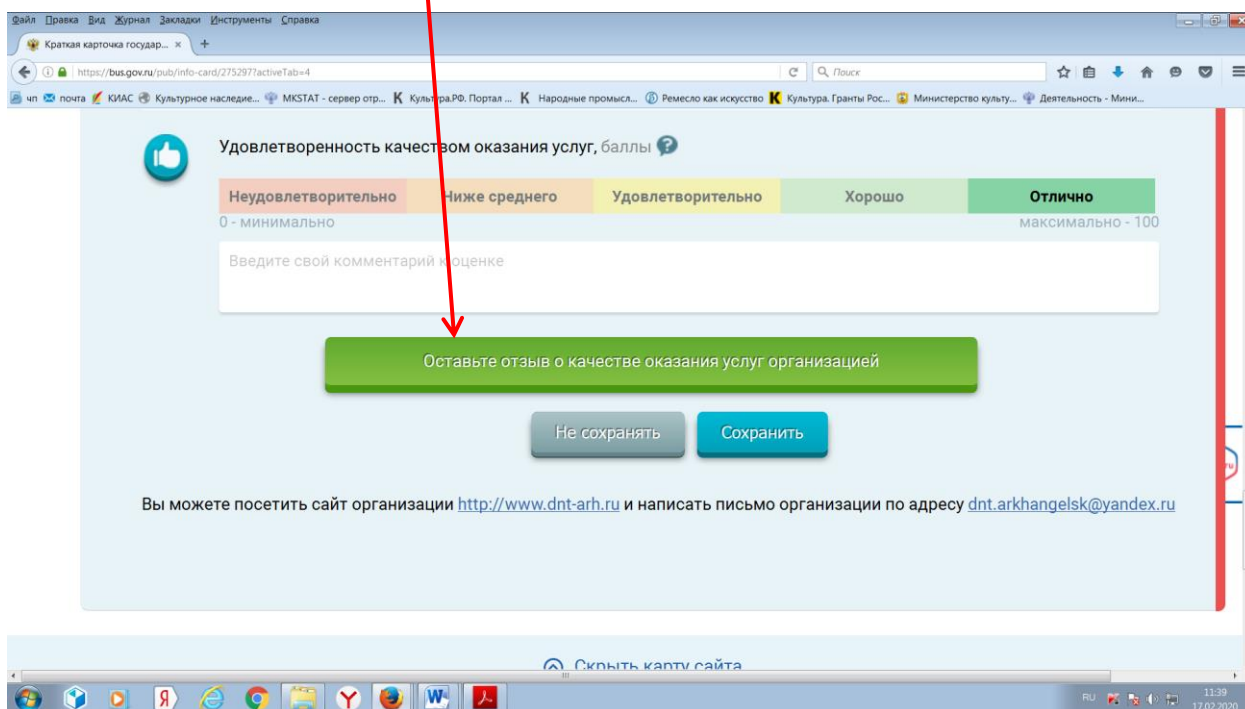 Файл Правка Вид Журнал Закладки Инструменты Справка
Краткая карточка государ... × +
https://bus.gov.ru/pub/info-card/275297?activeTab=4
Поиск
чп почта КИАС Культурное наследие... MKSTAT - сервер отр... Культура.РФ. Портал ... Народные промысл... Ремесло как искусство Культура. Гранты Рос... Министерство культу... Деятельность - Мини...
Удовлетворенность качеством оказания услуг, баллы ?
Неудовлетворительно Ниже среднего Удовлетворительно Хорошо Отлично
0 - минимально максимально - 100
Введите свой комментарий к оценке
Оставьте отзыв о качестве оказания услуг организацией
Не сохранять Сохранить
Вы можете посетить сайт организации http://www.dnt-arh.ru и написать письмо организации по адресу dnt.arkhangelsk@yandex.ru
Скрыть карту сайта
RU 11:39
17.02.2020